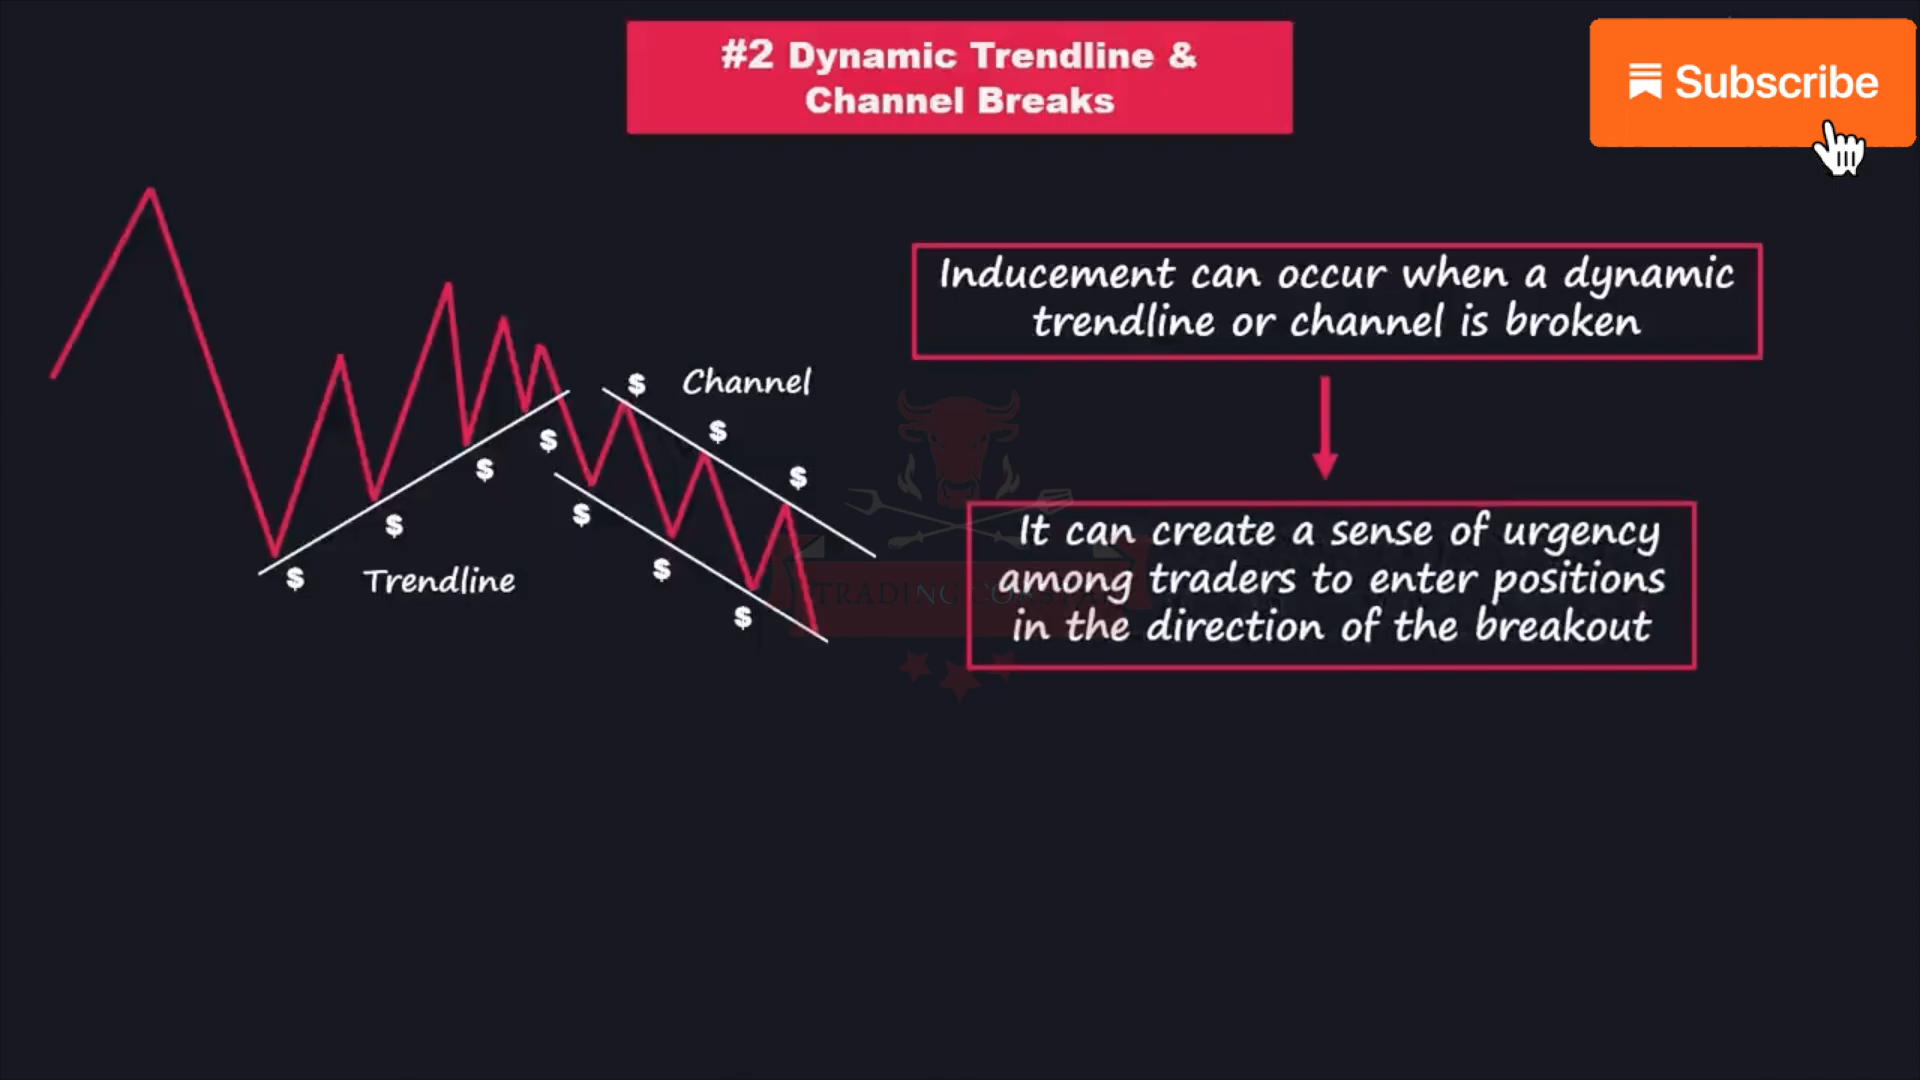 #2 Dynamic Trendline &
Channel Breaks
Subscribe
Inducement can occur when a dynamic
trendline or channel is broken
$ Channel
$
$
$
$
$
$
$
$
$
$ Trendline
It can create a sense of urgency
among traders to enter positions
in the direction of the breakout
TRADING